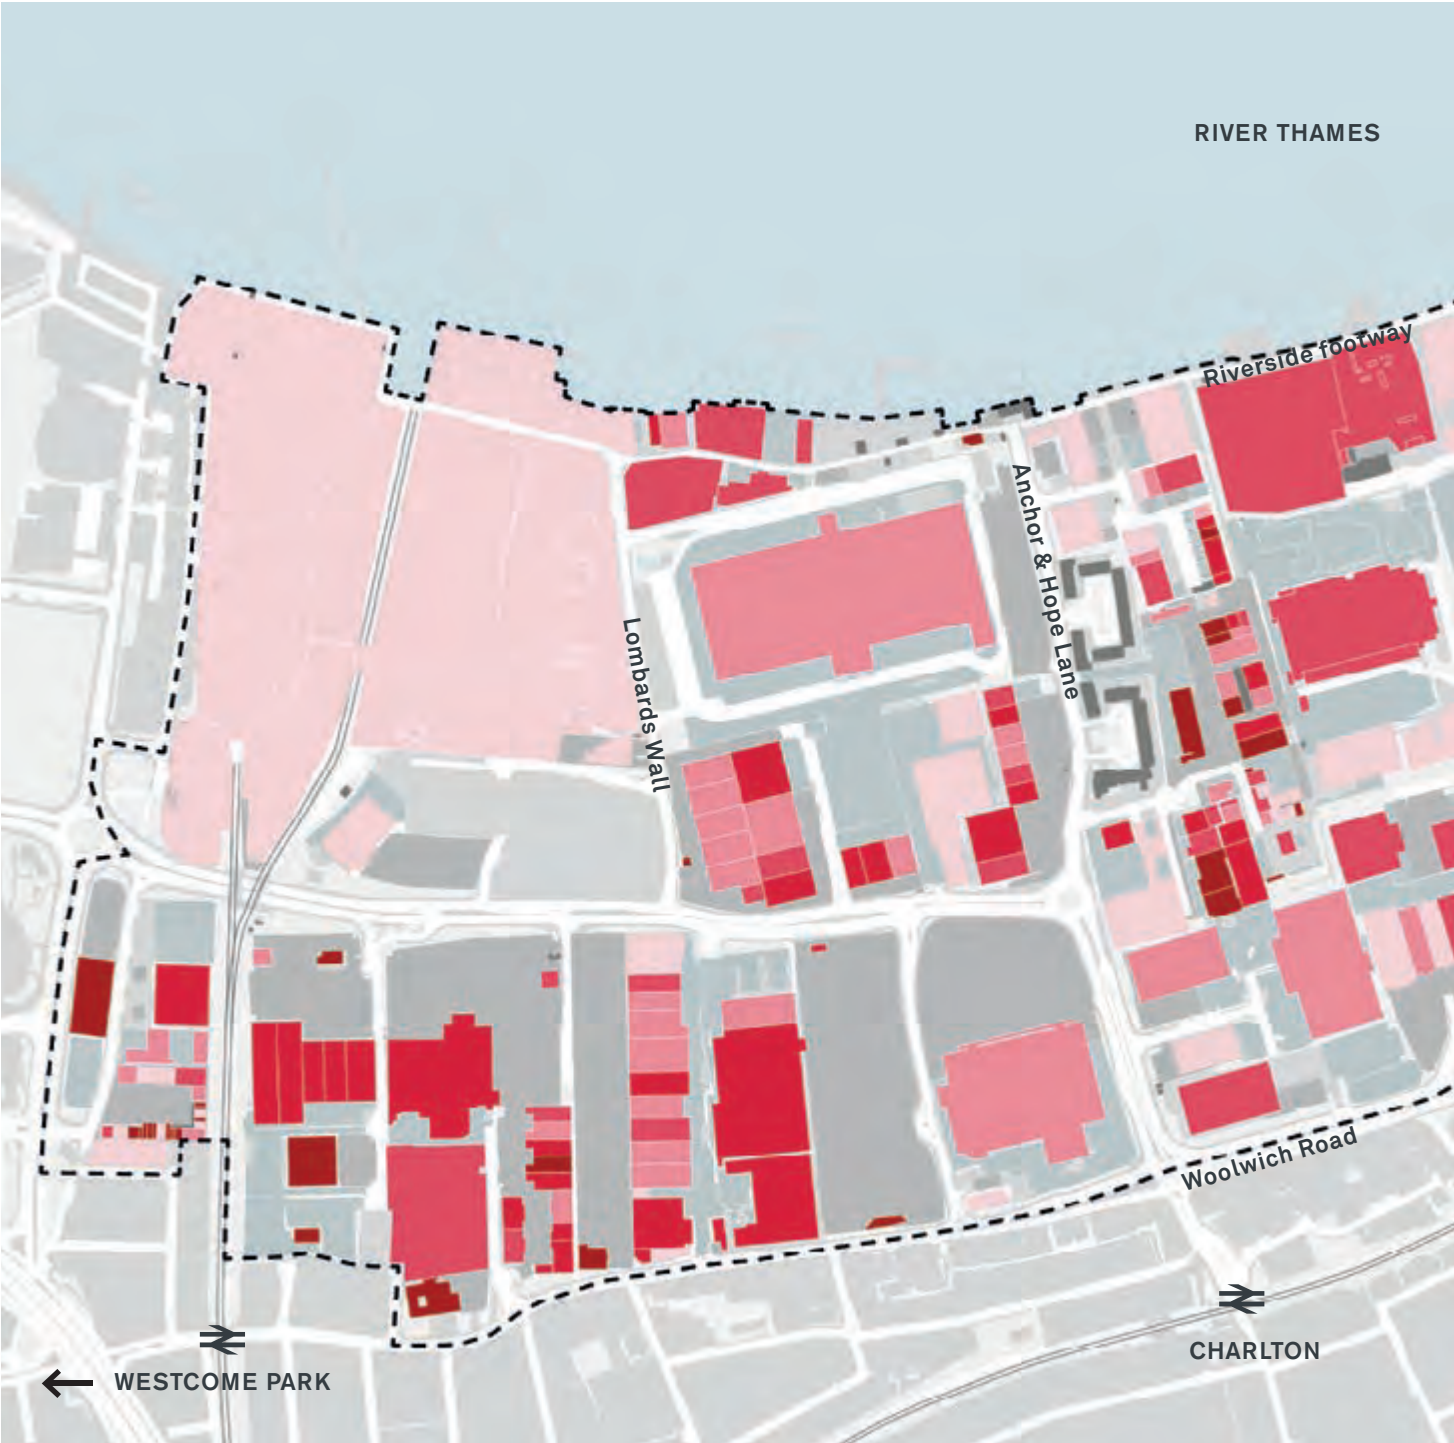 RIVER THAMES
Riverside footway
Anchor & Hope Lane
Lombards Wall
Woolwich Road
CHARLTON
WESTCOME PARK